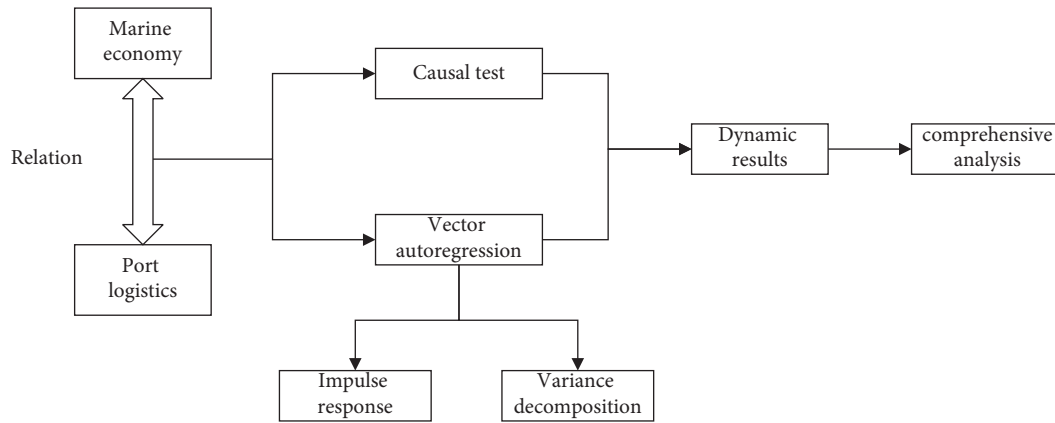 Marine
economy
Relation
Port
logistics
Causal test
Vector
autoregression
Impulse
response
Variance
decomposition
Dynamic
results
comprehensive
analysis